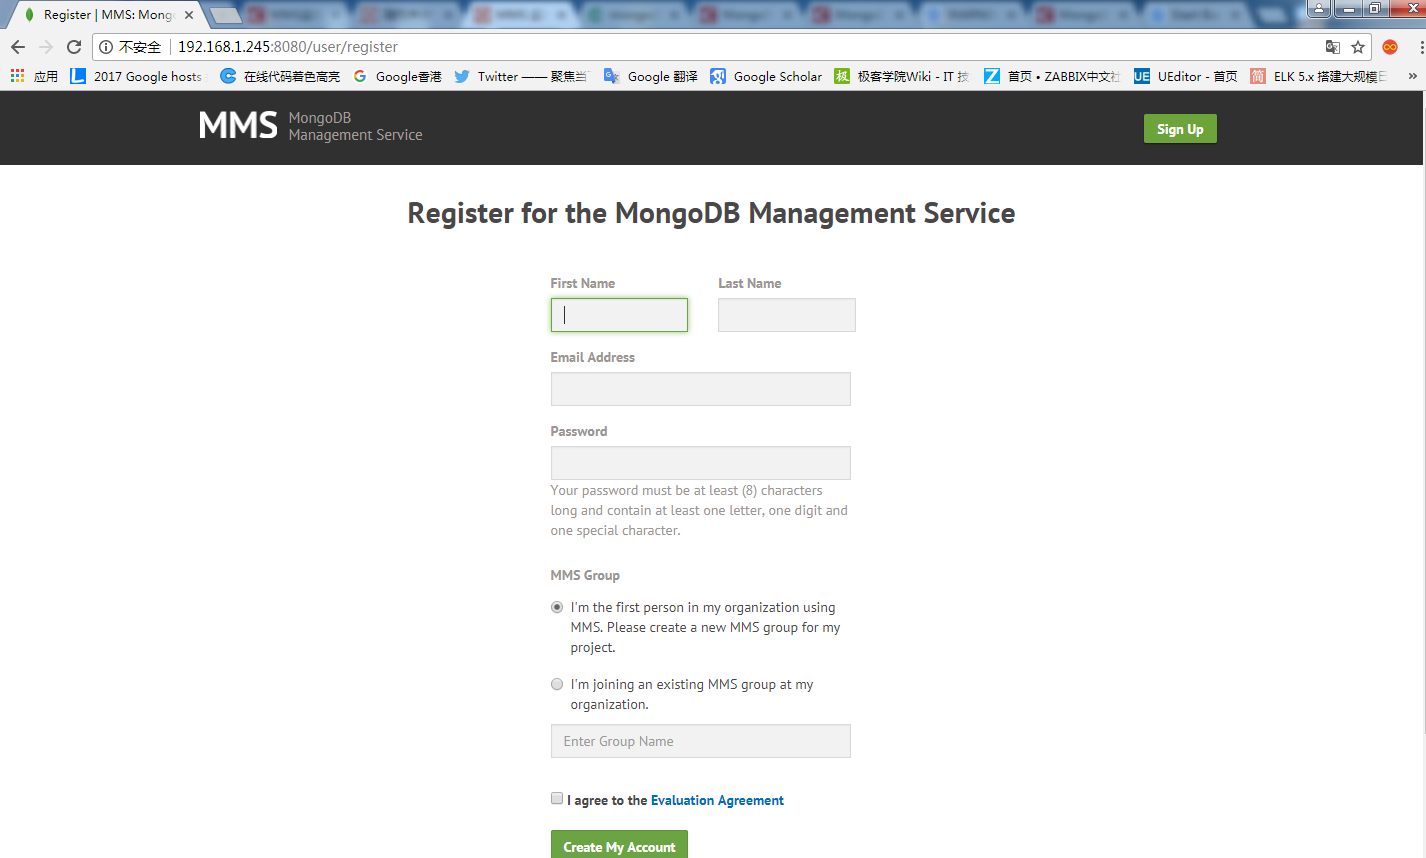 Register | MMS: Mong
不安全 192.168.1.245:8080/user/register
应用 2017 Google hosts 在线代码着色高亮 Google香港 Twitter —— 聚焦当 Google 翻译 Google Scholar 极客学院Wiki - IT 技 首页 • ZABBIX中文社 UEditor - 首页 ELK 5.x 搭建大规模日 »
MMS MongoDB
Management Service
Sign Up
Register for the MongoDB Management Service
First Name Last Name
Email Address
Password
Your password must be at least (8) characters
long and contain at least one letter, one digit and
one special character.
MMS Group
I'm the first person in my organization using
MMS. Please create a new MMS group for my
project.
I'm joining an existing MMS group at my
organization.
Enter Group Name
I agree to the Evaluation Agreement
Create My Account